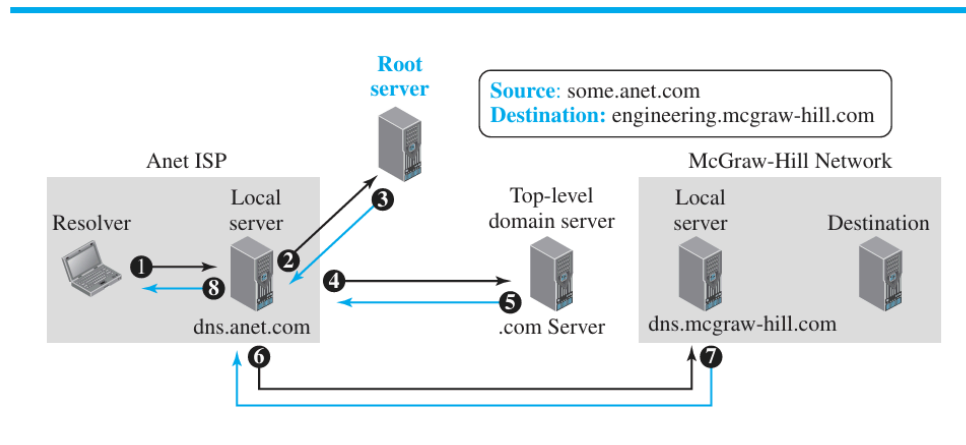 Root
server
Source: some.anet.com
Destination: engineering.mcgraw-hill.com
Anet ISP
McGraw-Hill Network
Resolver
Local
server
Top-level
domain server
Local
server
Destination
1
2
3
4
5
8
dns.anet.com
.com Server
dns.mcgraw-hill.com
6
7